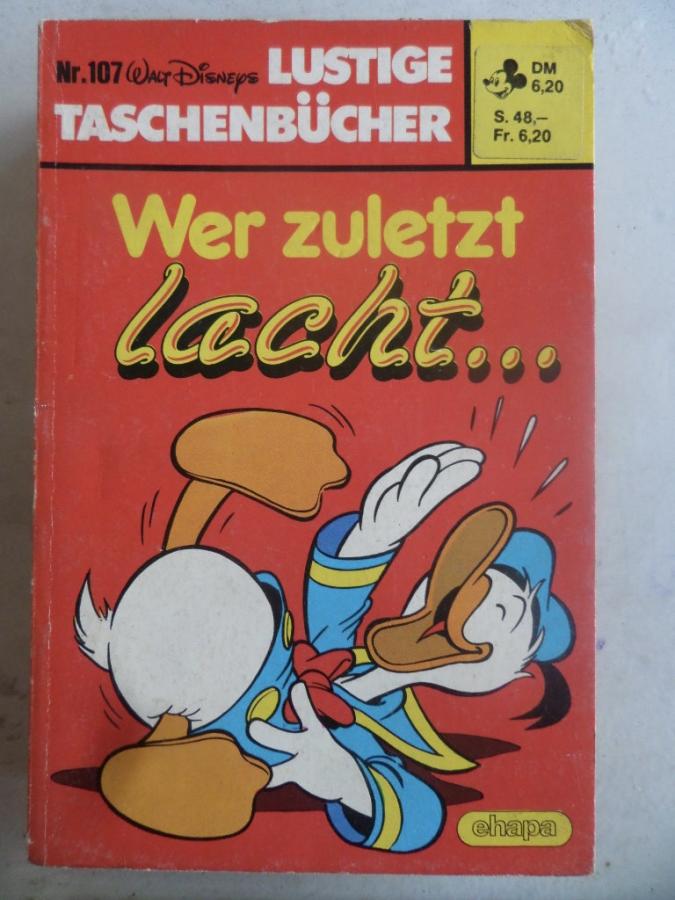 Nr.107 Walt Disneys LUSTIGE
TASCHENBÜCHER
DM
6,20
S. 48,–
Fr. 6,20
Wer zuletzt
lacht...
ehapa